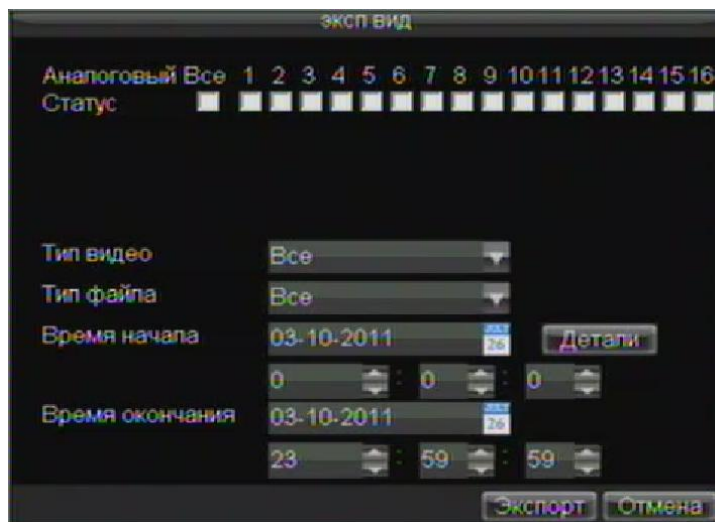 эксп вид
Аналоговый Все 1 2 3 4 5 6 7 8 9 10 11 12 13 14 15 16
Статус
Тип видео Все
Тип файла Все
Время начала 03-10-2011 26 Детали
0 : 0 : 0
Время окончания 03-10-2011 26
23 : 59 : 59
Экспорт Отмена